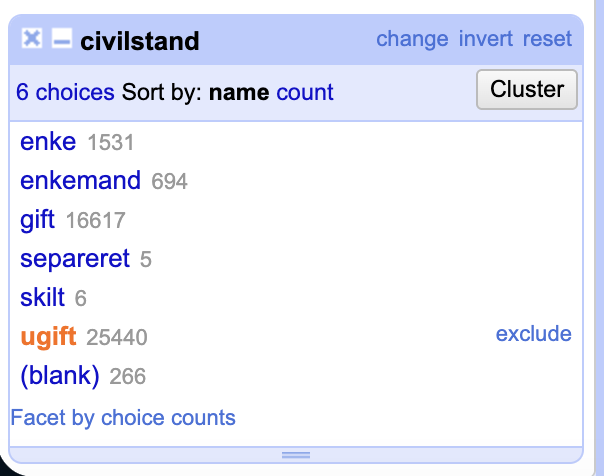 civilstand change invert reset
6 choices Sort by: name count Cluster
enke 1531
enkemand 694
gift 16617
separeret 5
skilt 6
ugift 25440 exclude
(blank) 266
Facet by choice counts